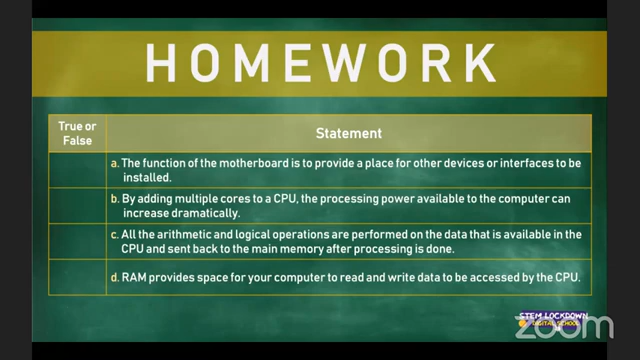 HOMEWORK
True or
False
Statement
a. The function of the motherboard is to provide a place for other devices or interfaces to be
installed.
b. By adding multiple cores to a CPU, the processing power available to the computer can
increase dramatically.
c. All the arithmetic and logical operations are performed on the data that is available in the
CPU and sent back to the main memory after processing is done.
d. RAM provides space for your computer to read and write data to be accessed by the CPU.
STEM LOCKDOWN
DIGITAL SCHOOL
zoom